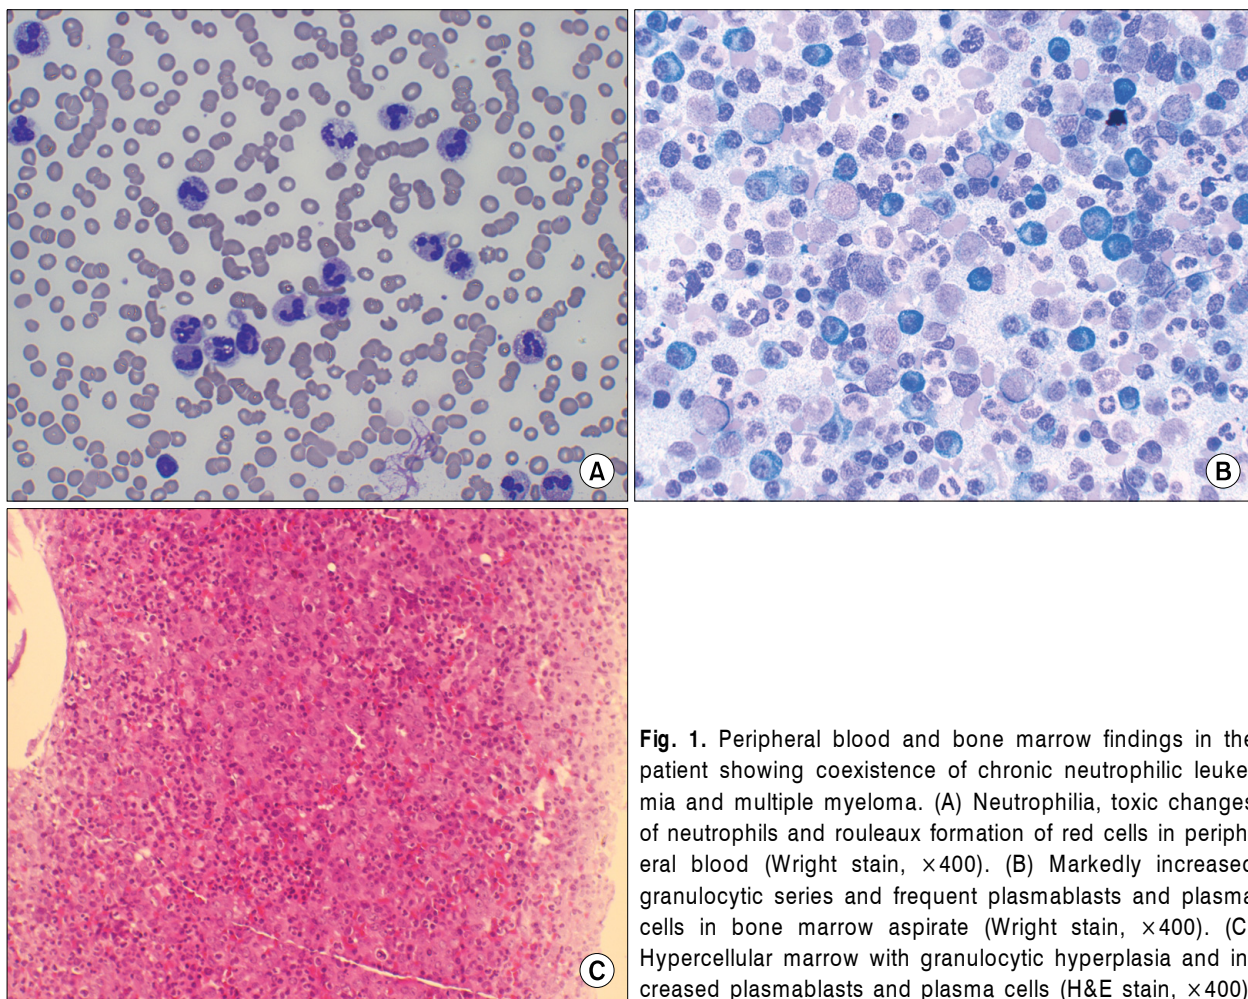 A
B
C
Fig. 1. Peripheral blood and bone marrow findings in the
patient showing coexistence of chronic neutrophilic leuke
mia and multiple myeloma. (A) Neutrophilia, toxic changes
of neutrophils and rouleaux formation of red cells in periph
eral blood (Wright stain, ×400). (B) Markedly increased
granulocytic series and frequent plasmablasts and plasma
cells in bone marrow aspirate (Wright stain, ×400). (C
Hypercellular marrow with granulocytic hyperplasia and in
creased plasmablasts and plasma cells (H&E stain, ×400)